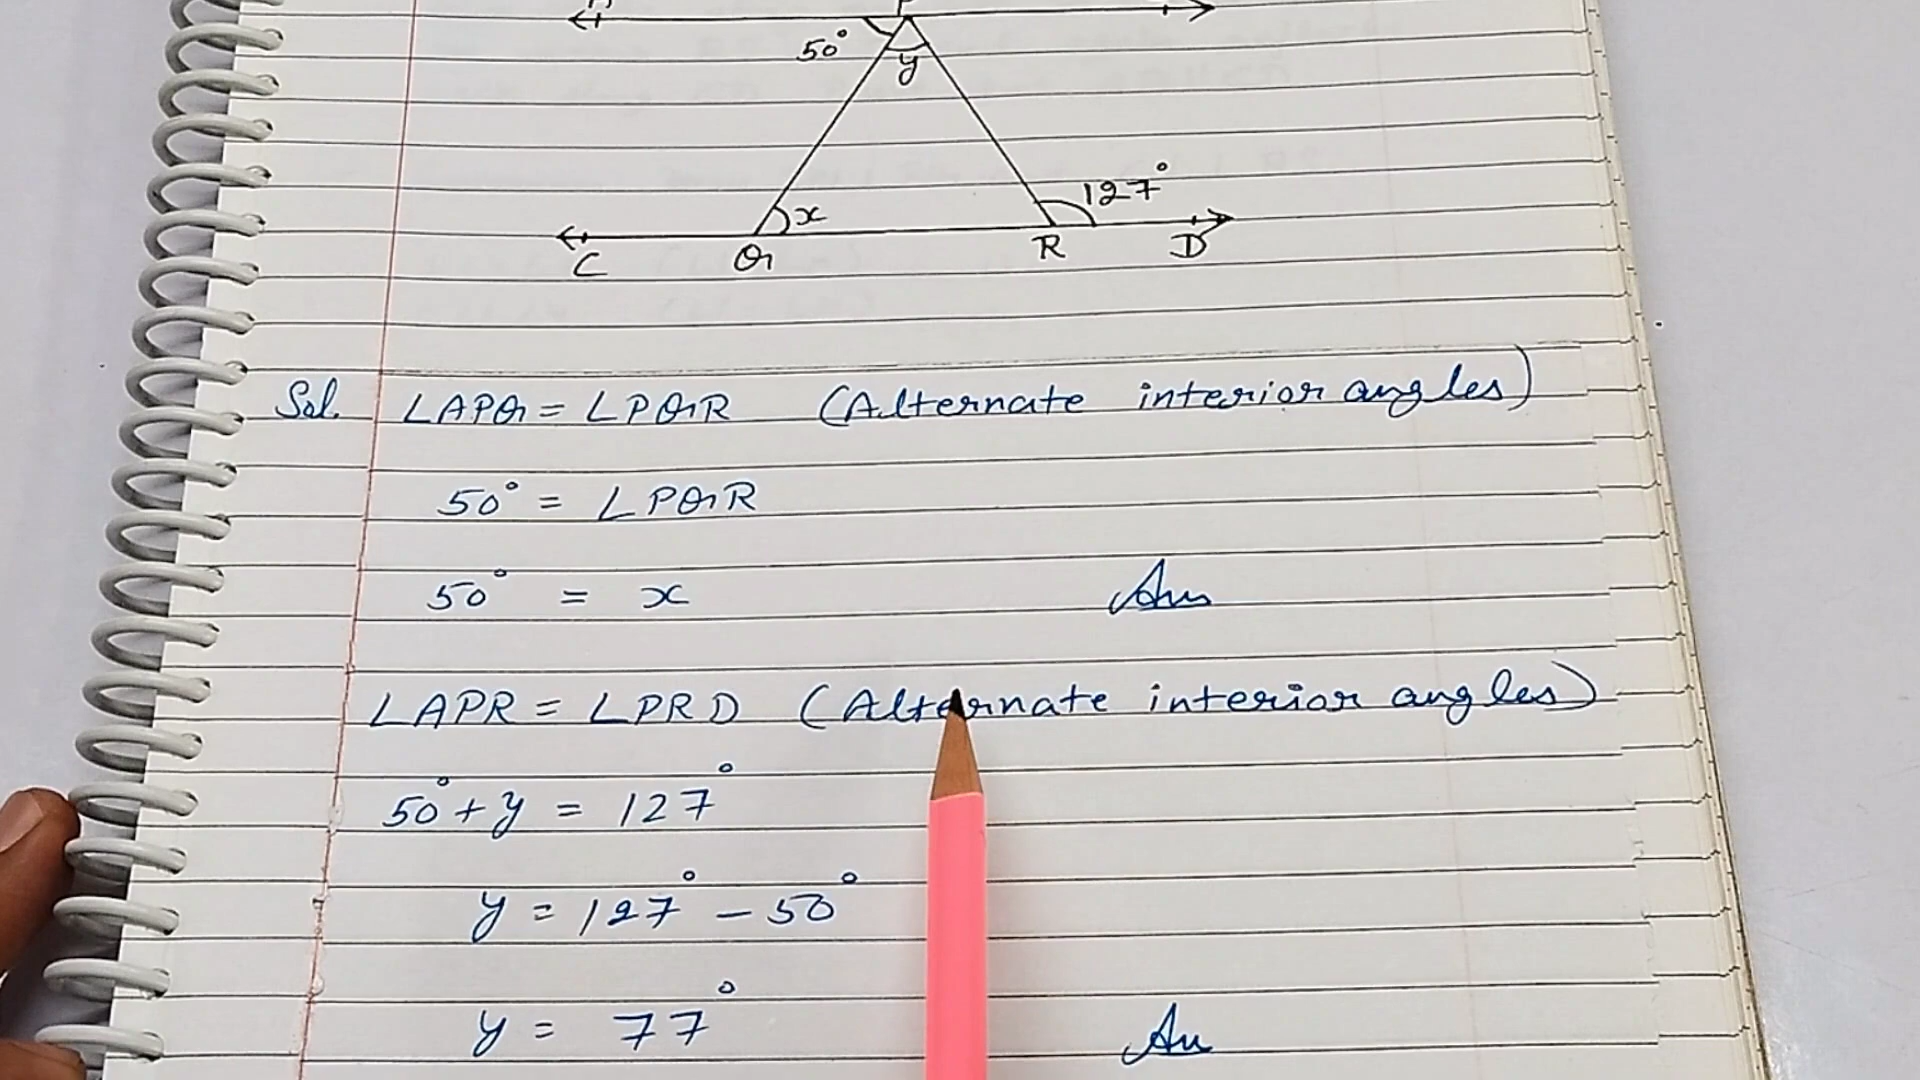 50° y
x 127°
C Q R D
Sol. ∠APQ = ∠PQR (Alternate interior angles)
50° = ∠PQR
50° = x Ans
∠APR = ∠PRD (Alternate interior angles)
50° + y = 127°
y = 127° - 50°
y = 77° An